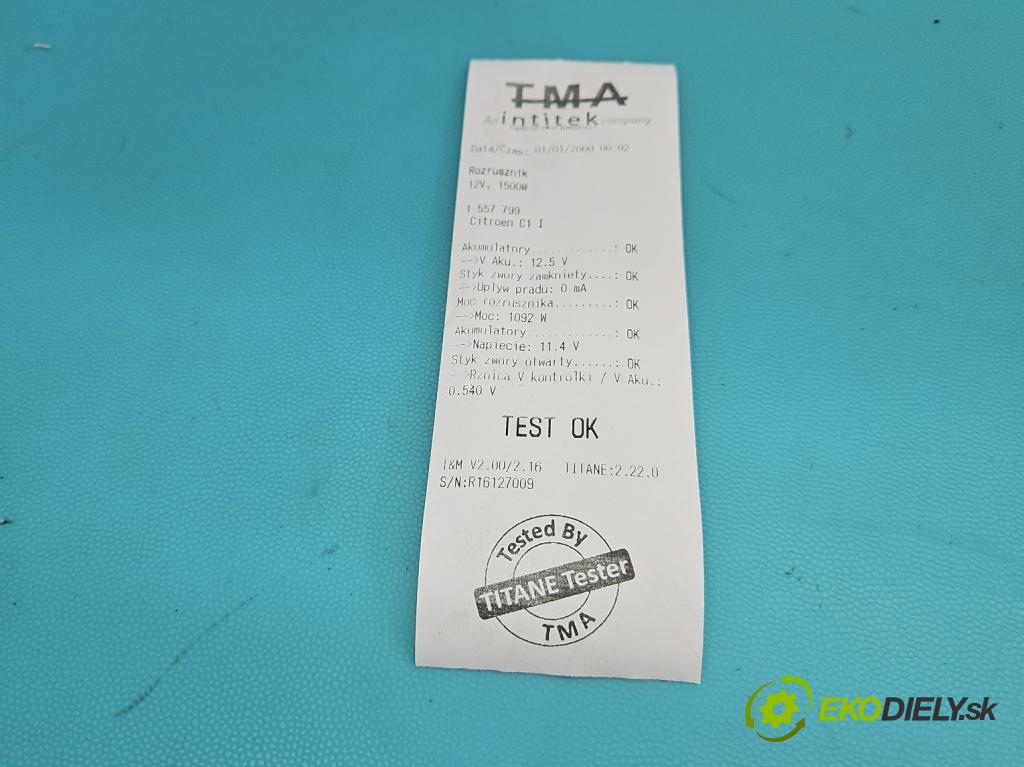 TMA
An intitek company
Data/Czas: 01/01/2000 00:02
Rozrusznik
12V, 1500W
1 557 799
Citroen C1 I
Akumulatory............: OK
-->V Aku.: 12.5 V
Styk zwory zamkniety....: OK
-->Uplyw pradu: 0 mA
Moc rozrusznika.........: OK
-->Moc: 1092 W
Akumulatory............: OK
-->Napiecie: 11.4 V
Styk zwory otwarty......: OK
-->Rznica V kontrolki / V Aku.:
0.540 V
TEST OK
I&M V2.00/2.16 TITANE:2.22.0
S/N:R16127009
Tested By
TITANE Tester
TMA
EKODIELY.sk